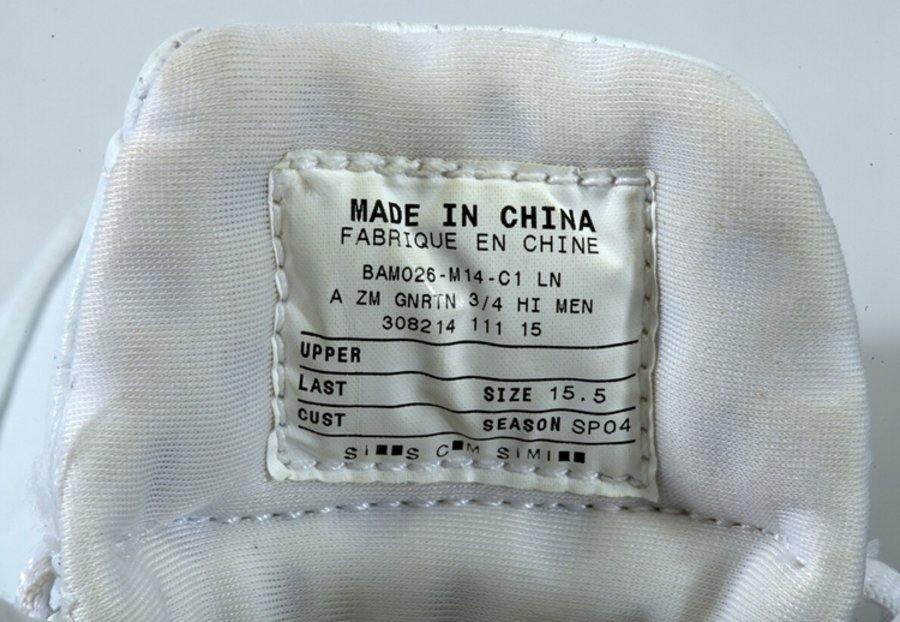 MADE IN CHINA
FABRIQUE EN CHINE
BAM026-M14-C1 LN
A ZM GNRTN 3/4 HI MEN
308214 111 15
UPPER
LAST SIZE 15.5
CUST SEASON SP04